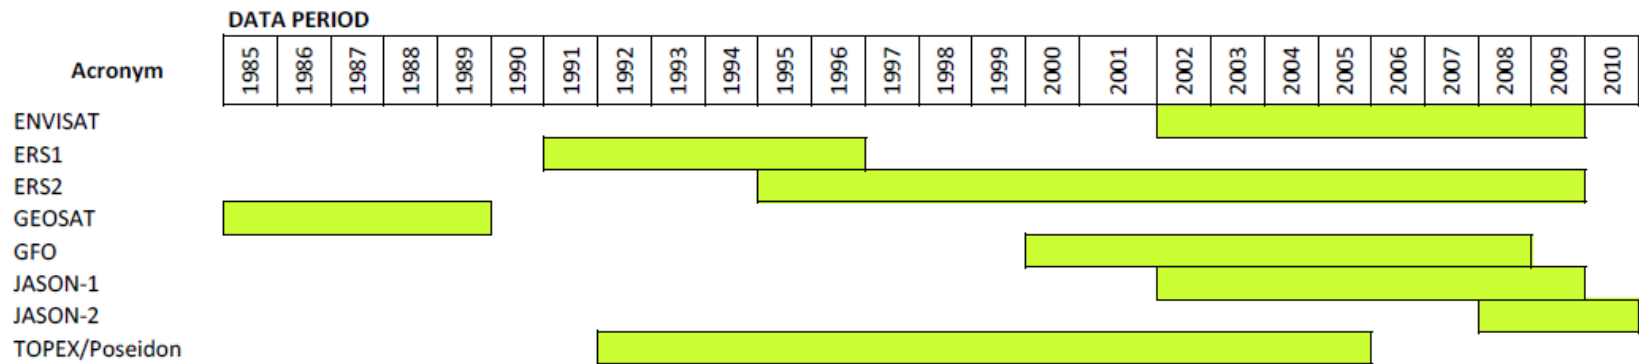 DATA PERIOD
Acronym 1985 1986 1987 1988 1989 1990 1991 1992 1993 1994 1995 1996 1997 1998 1999 2000 2001 2002 2003 2004 2005 2006 2007 2008 2009 2010
ENVISAT
ERS1
ERS2
GEOSAT
GFO
JASON-1
JASON-2
TOPEX/Poseidon